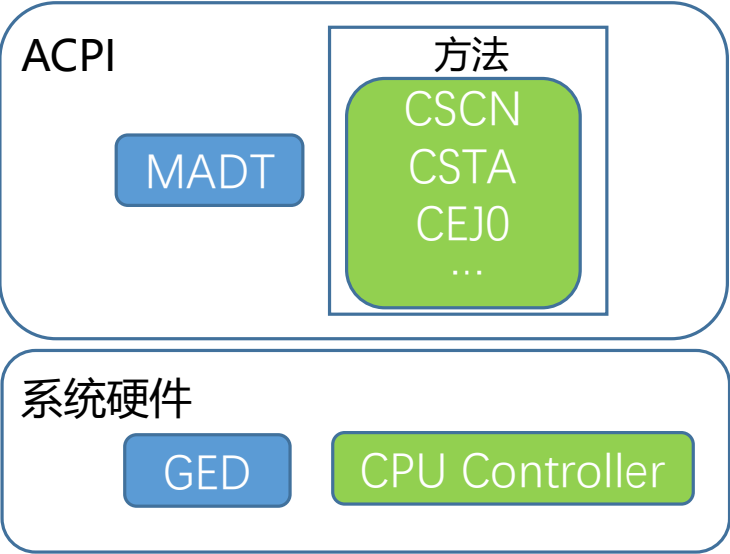 ACPI
方法
MADT
CSCN
CSTA
CEJ0
...
系统硬件
GED
CPU Controller